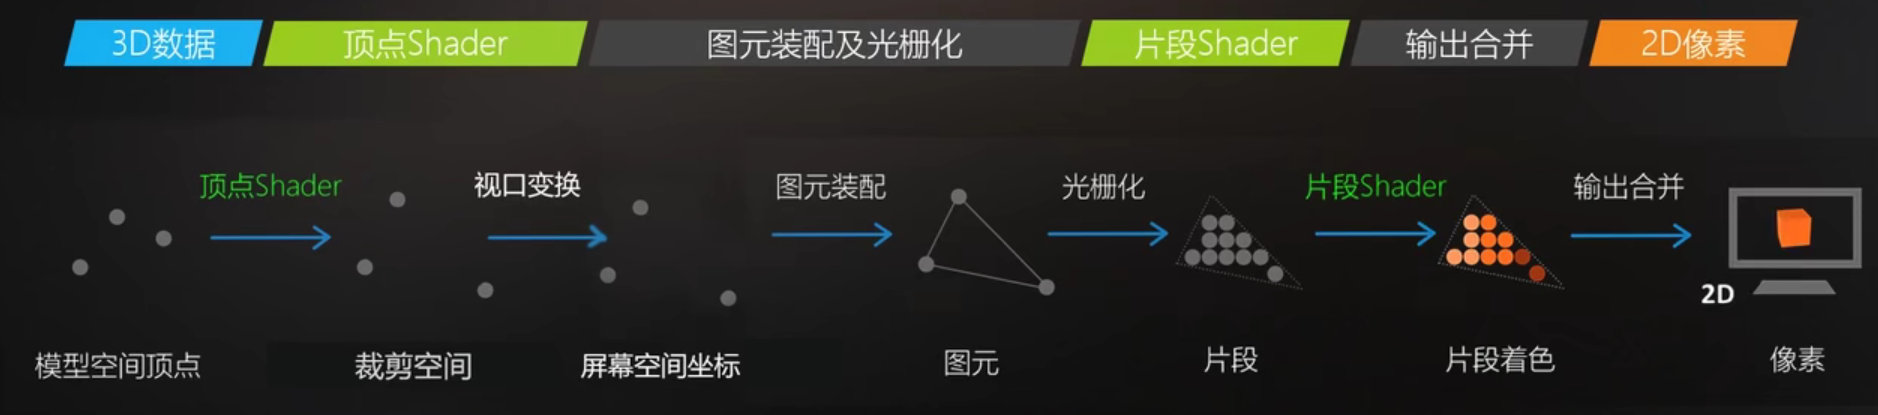 3D数据 顶点Shader 图元装配及光栅化 片段Shader 输出合并 2D像素
顶点Shader 视口变换 图元装配 光栅化 片段Shader 输出合并
2D
模型空间顶点 裁剪空间 屏幕空间坐标 图元 片段 片段着色 像素